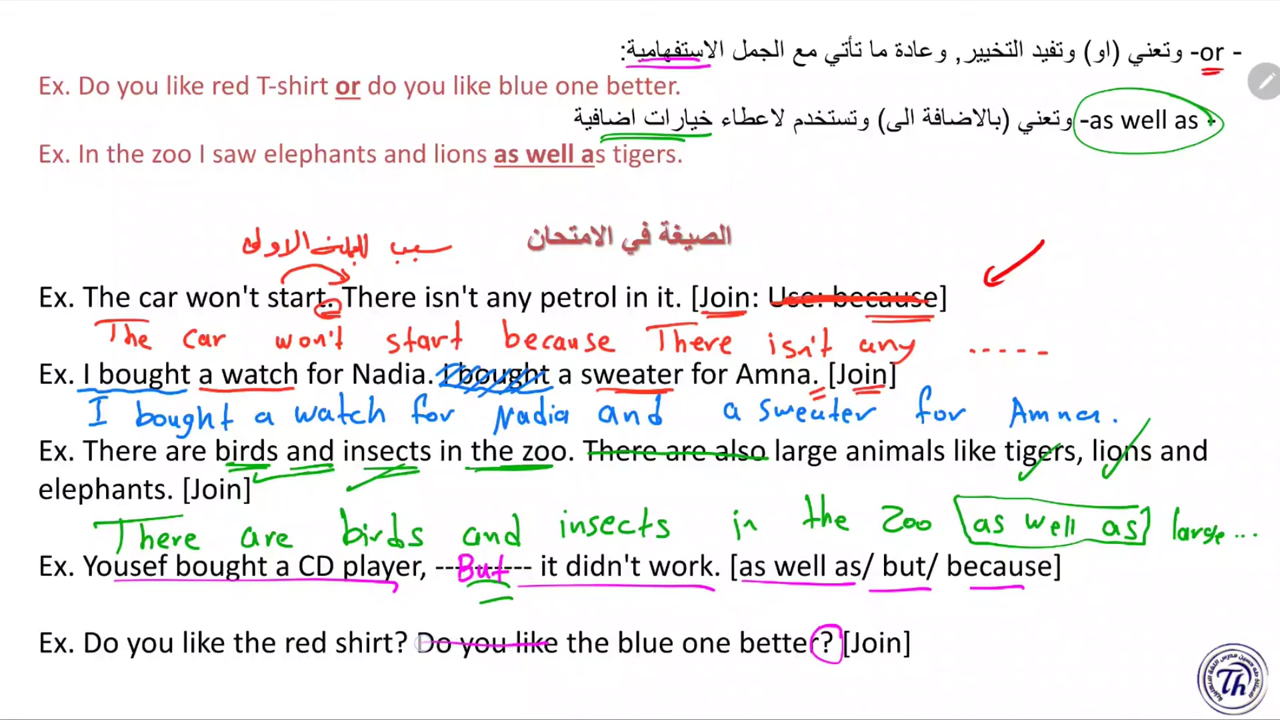 - or- وتعني (او) وتفيد التخيير, وعادة ما تأتي مع الجمل الاستفهامية:
Ex. Do you like red T-shirt or do you like blue one better.
-as well as - وتعني (بالاضافة الى) وتستخدم لاعطاء خيارات اضافية
Ex. In the zoo I saw elephants and lions as well as tigers.
الصيغة في الامتحان
سبب للجملة الاولى
Ex. The car won't start. There isn't any petrol in it. [Join: Use: because]
The car won't start because There isn't any .....
Ex. I bought a watch for Nadia. I bought a sweater for Amna. [Join]
I bought a watch for Nadia and a sweater for Amna.
Ex. There are birds and insects in the zoo. There are also large animals like tigers, lions and
elephants. [Join]
There are birds and insects in the Zoo as well as large...
Ex. Yousef bought a CD player, --- But --- it didn't work. [as well as/ but/ because]
Ex. Do you like the red shirt? Do you like the blue one better? [Join]
Th